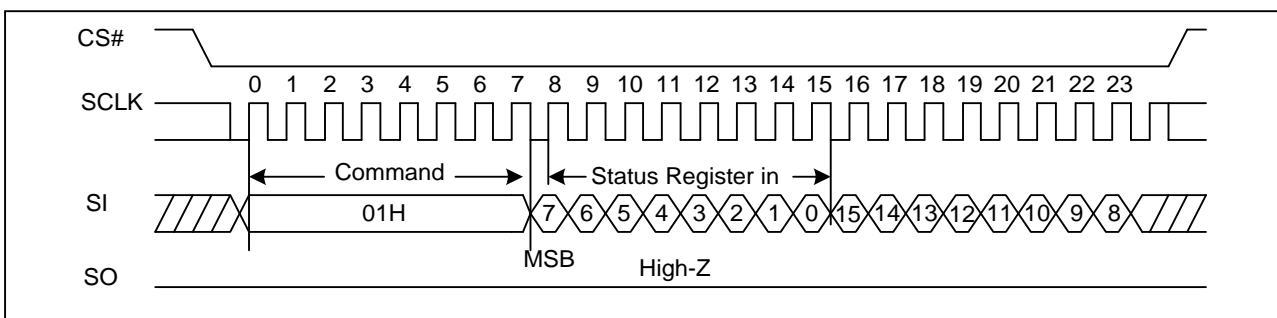 CS#
0 1 2 3 4 5 6 7 8 9 10 11 12 13 14 15 16 17 18 19 20 21 22 23
SCLK
Command Status Register in
SI 01H 7 6 5 4 3 2 1 0 15 14 13 12 11 10 9 8
MSB High-Z
SO